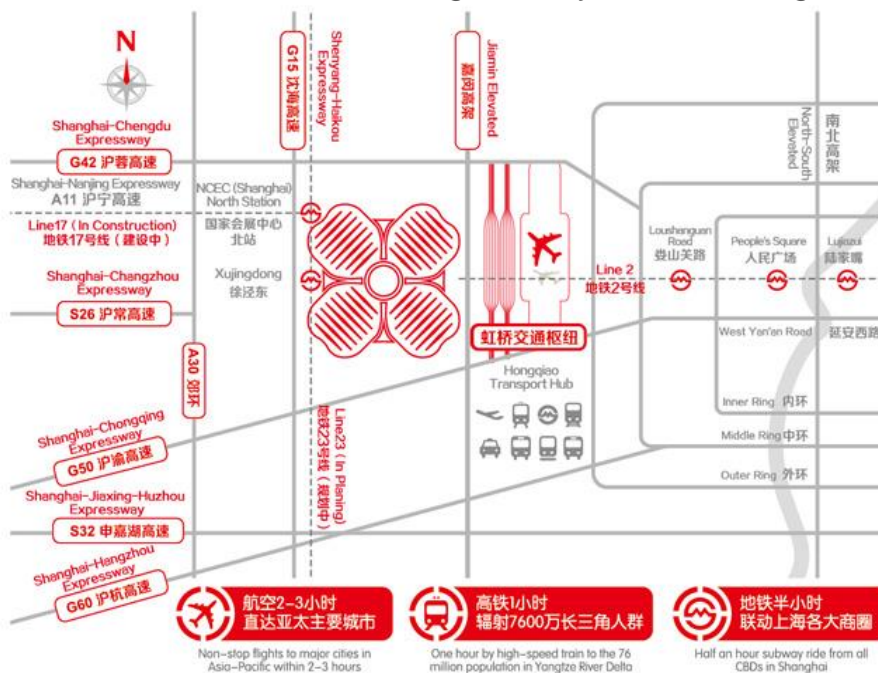 N
Shanghai-Chengdu
Expressway
G42 沪蓉高速
Shanghai-Nanjing Expressway
A11 沪宁高速
Line17 (In Construction)
地铁17号线 (建设中)
Shanghai-Changzhou
Expressway
S26 沪常高速
A30 郊环
G15 沈海高速
Shenyang-Haikou
Expressway
NCEC (Shanghai)
North Station
国家会展中心
北站
Xujingdong
徐泾东
Jiamin Elevated
嘉闵高架
Line 2
地铁2号线
虹桥交通枢纽
Hongqiao
Transport Hub
North-South
Elevated
南北高架
Loushanguan
Road
娄山关路
People's Square
人民广场
Lujiazui
陆家嘴
West Yan'an Road
延安西路
Inner Ring 内环
Middle Ring 中环
Outer Ring 外环
Line23 (In Planing)
地铁23号线 (规划中)
Shanghai-Chongqing
Expressway
G50 沪渝高速
Shanghai-Jiaxing-Huzhou
Expressway
S32 申嘉湖高速
Shanghai-Hangzhou
Expressway
G60 沪杭高速
航空2-3小时
直达亚太主要城市
Non-stop flights to major cities in
Asia-Pacific within 2-3 hours
高铁1小时
辐射7600万长三角人群
One hour by high-speed train to the 76
million population in Yangtze River Delta
地铁半小时
联动上海各大商圈
Half an hour subway ride from all
CBDs in Shanghai